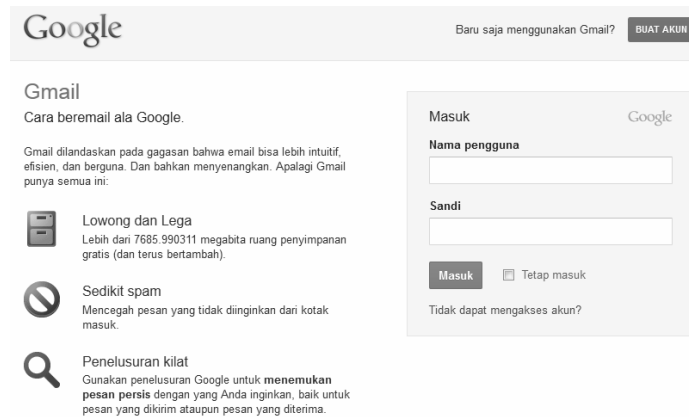 Google
Baru saja menggunakan Gmail?
BUAT AKUN
Gmail
Cara beremail ala Google.
Gmail dilandaskan pada gagasan bahwa email bisa lebih intuitif,
efisien, dan berguna. Dan bahkan menyenangkan. Apalagi Gmail
punya semua ini:
Lowong dan Lega
Lebih dari 7685.990311 megabita ruang penyimpanan
gratis (dan terus bertambah).
Sedikit spam
Mencegah pesan yang tidak diinginkan dari kotak
masuk.
Penelusuran kilat
Gunakan penelusuran Google untuk menemukan
pesan persis dengan yang Anda inginkan, baik untuk
pesan yang dikirim ataupun pesan yang diterima.
Masuk
Google
Nama pengguna
Sandi
Masuk
Tetap masuk
Tidak dapat mengakses akun?